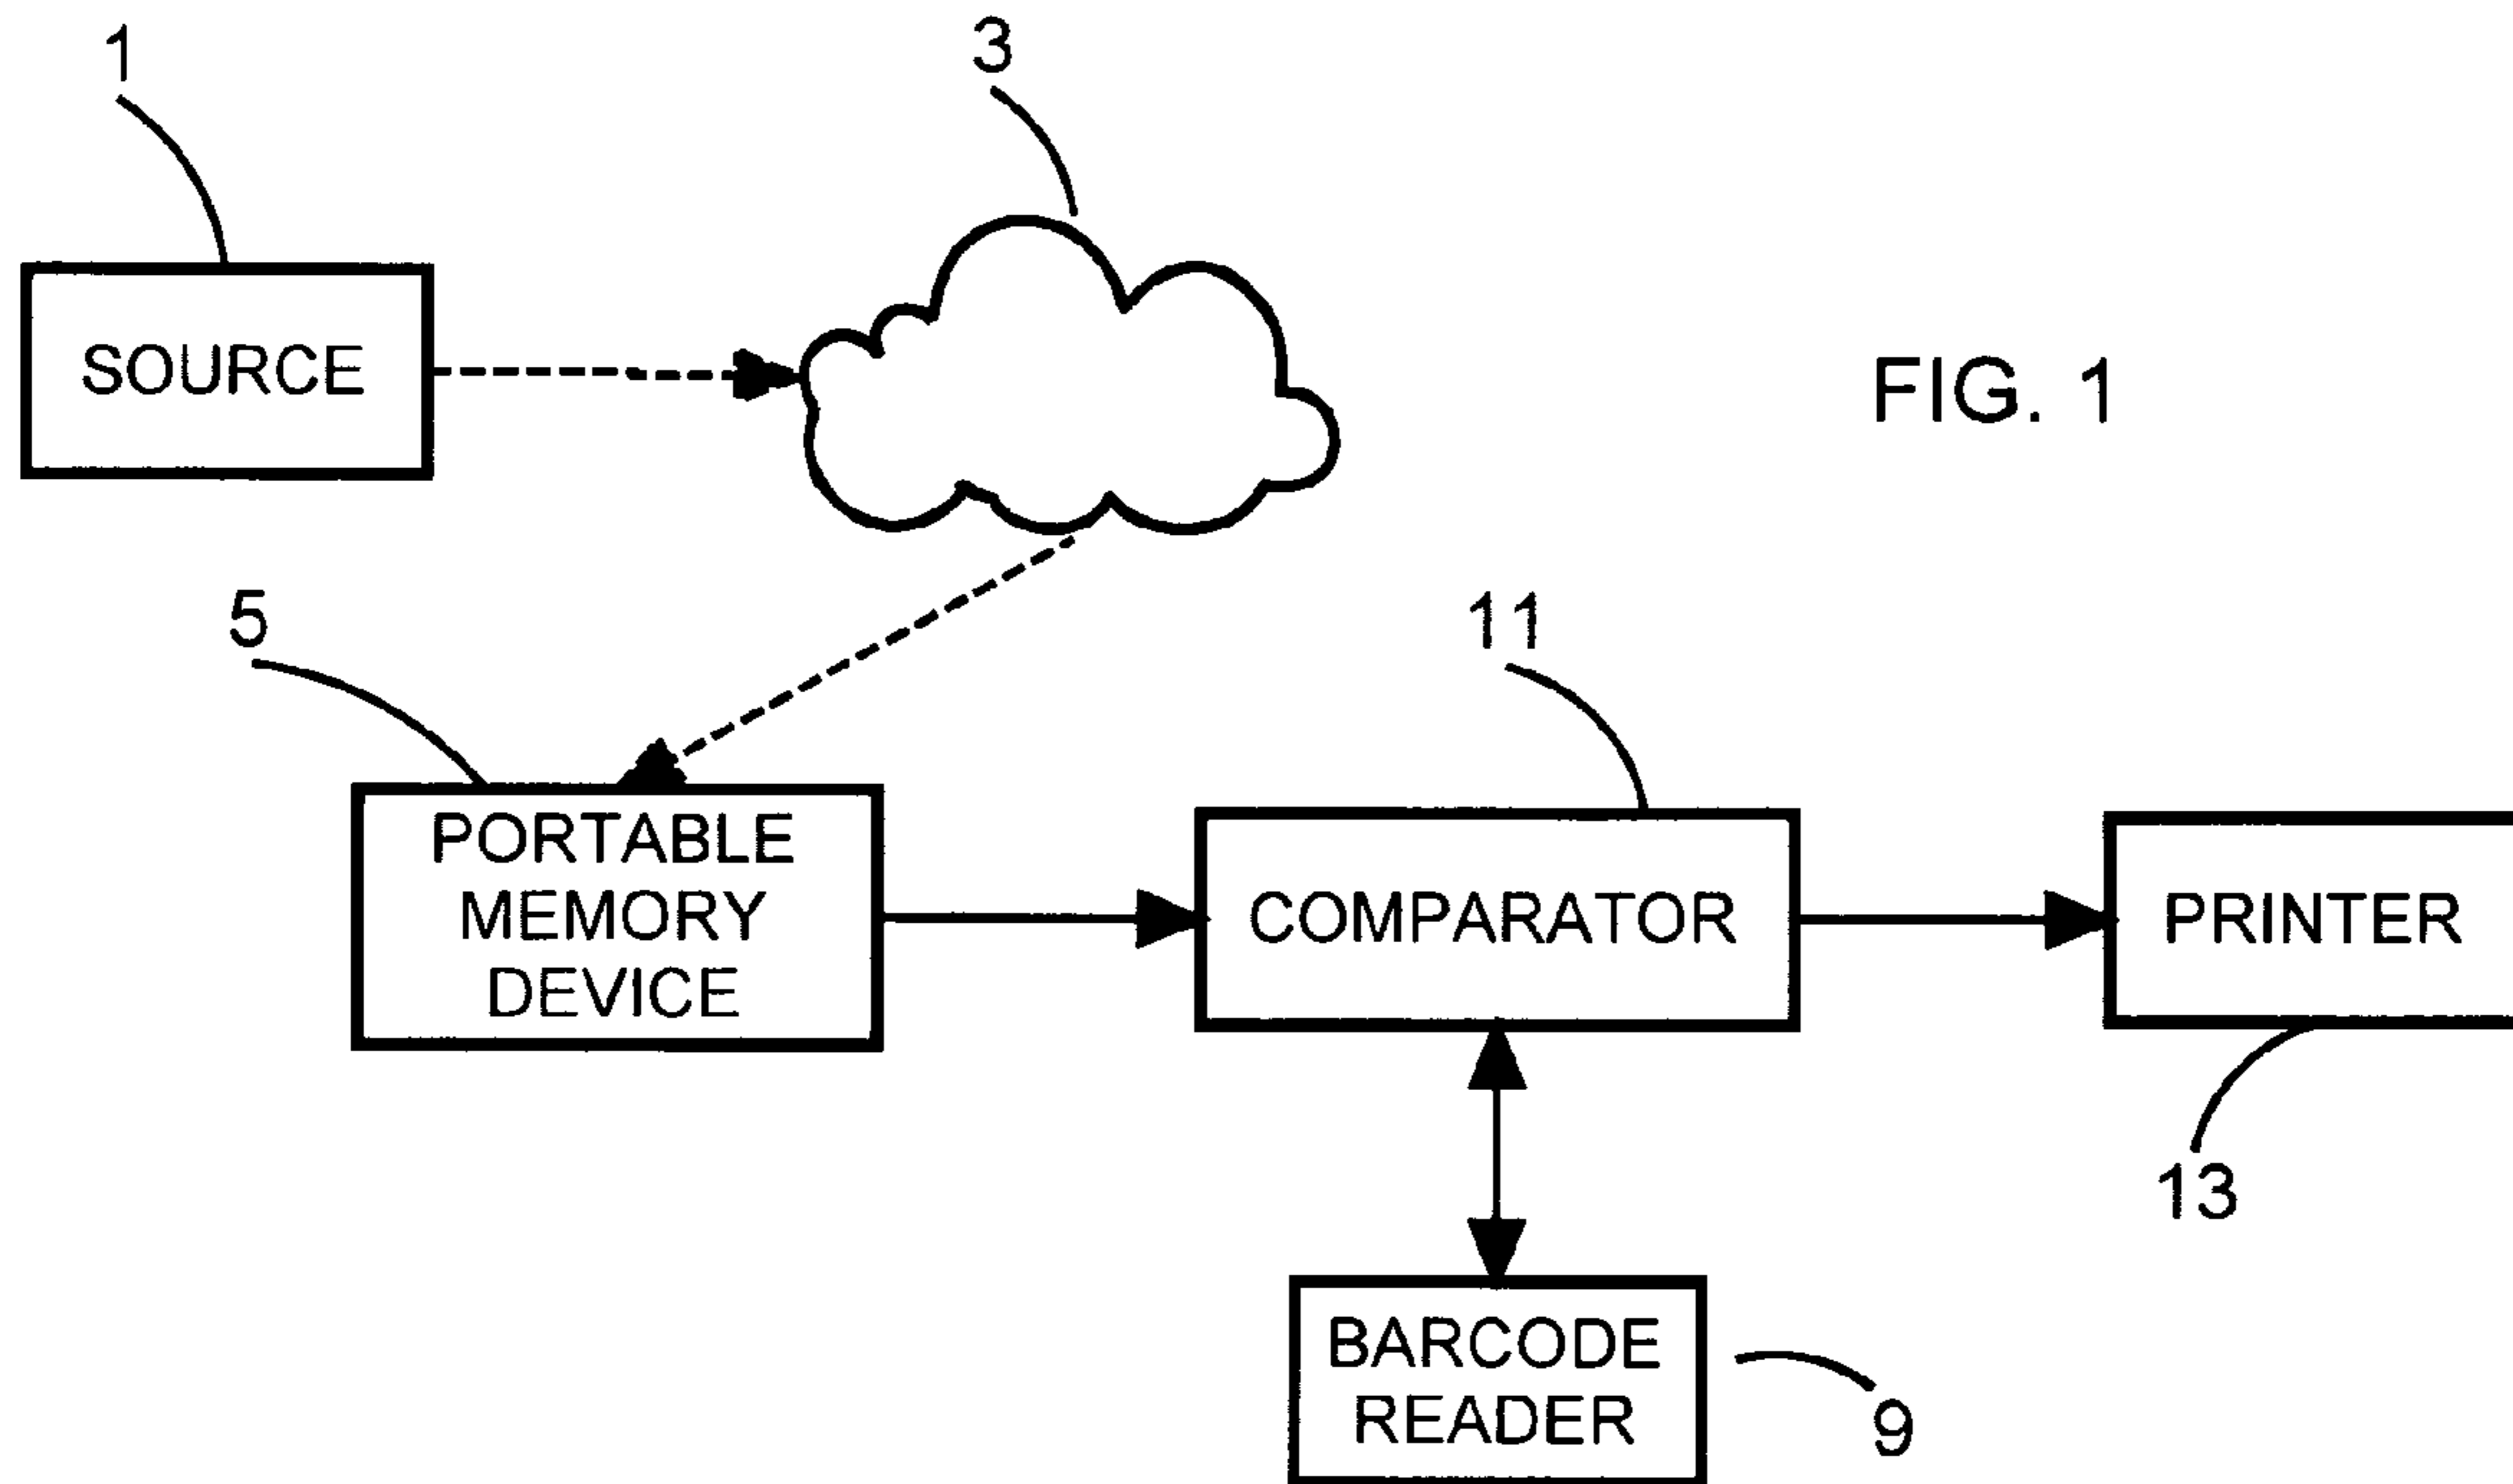 1
3
SOURCE
FIG. 1
5
11
PORTABLE
MEMORY
DEVICE
COMPARATOR
PRINTER
13
BARCODE
READER
9